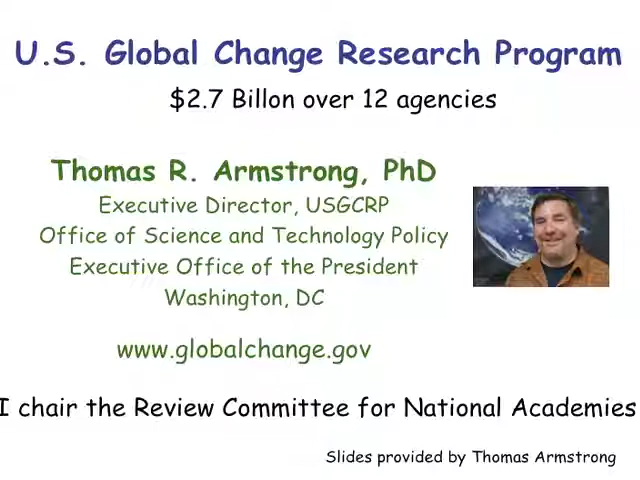 U.S. Global Change Research Program
$2.7 Billon over 12 agencies
Thomas R. Armstrong, PhD
Executive Director, USGCRP
Office of Science and Technology Policy
Executive Office of the President
Washington, DC
www.globalchange.gov
I chair the Review Committee for National Academies
Slides provided by Thomas Armstrong